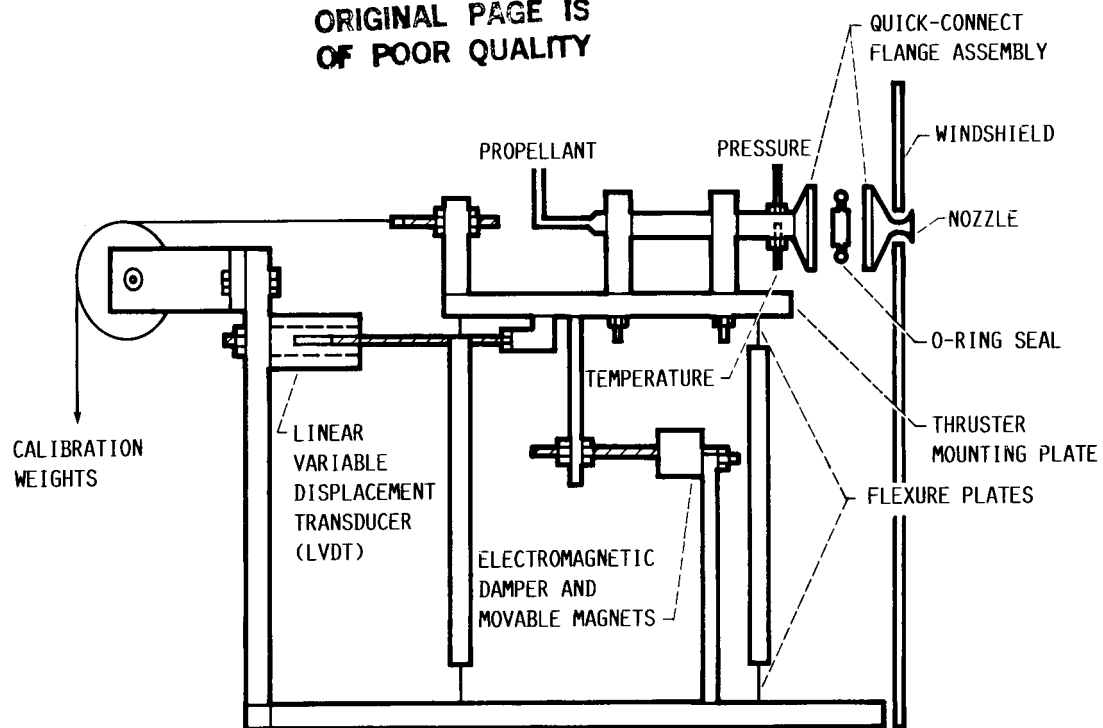 ORIGINAL PAGE IS
OF POOR QUALITY
QUICK-CONNECT
FLANGE ASSEMBLY
WINDSHIELD
PROPELLANT
PRESSURE
NOZZLE
O-RING SEAL
TEMPERATURE
THRUSTER
MOUNTING PLATE
CALIBRATION
WEIGHTS
LINEAR
VARIABLE
DISPLACEMENT
TRANSDUCER
(LVDT)
FLEXURE PLATES
ELECTROMAGNETIC
DAMPER AND
MOVABLE MAGNETS